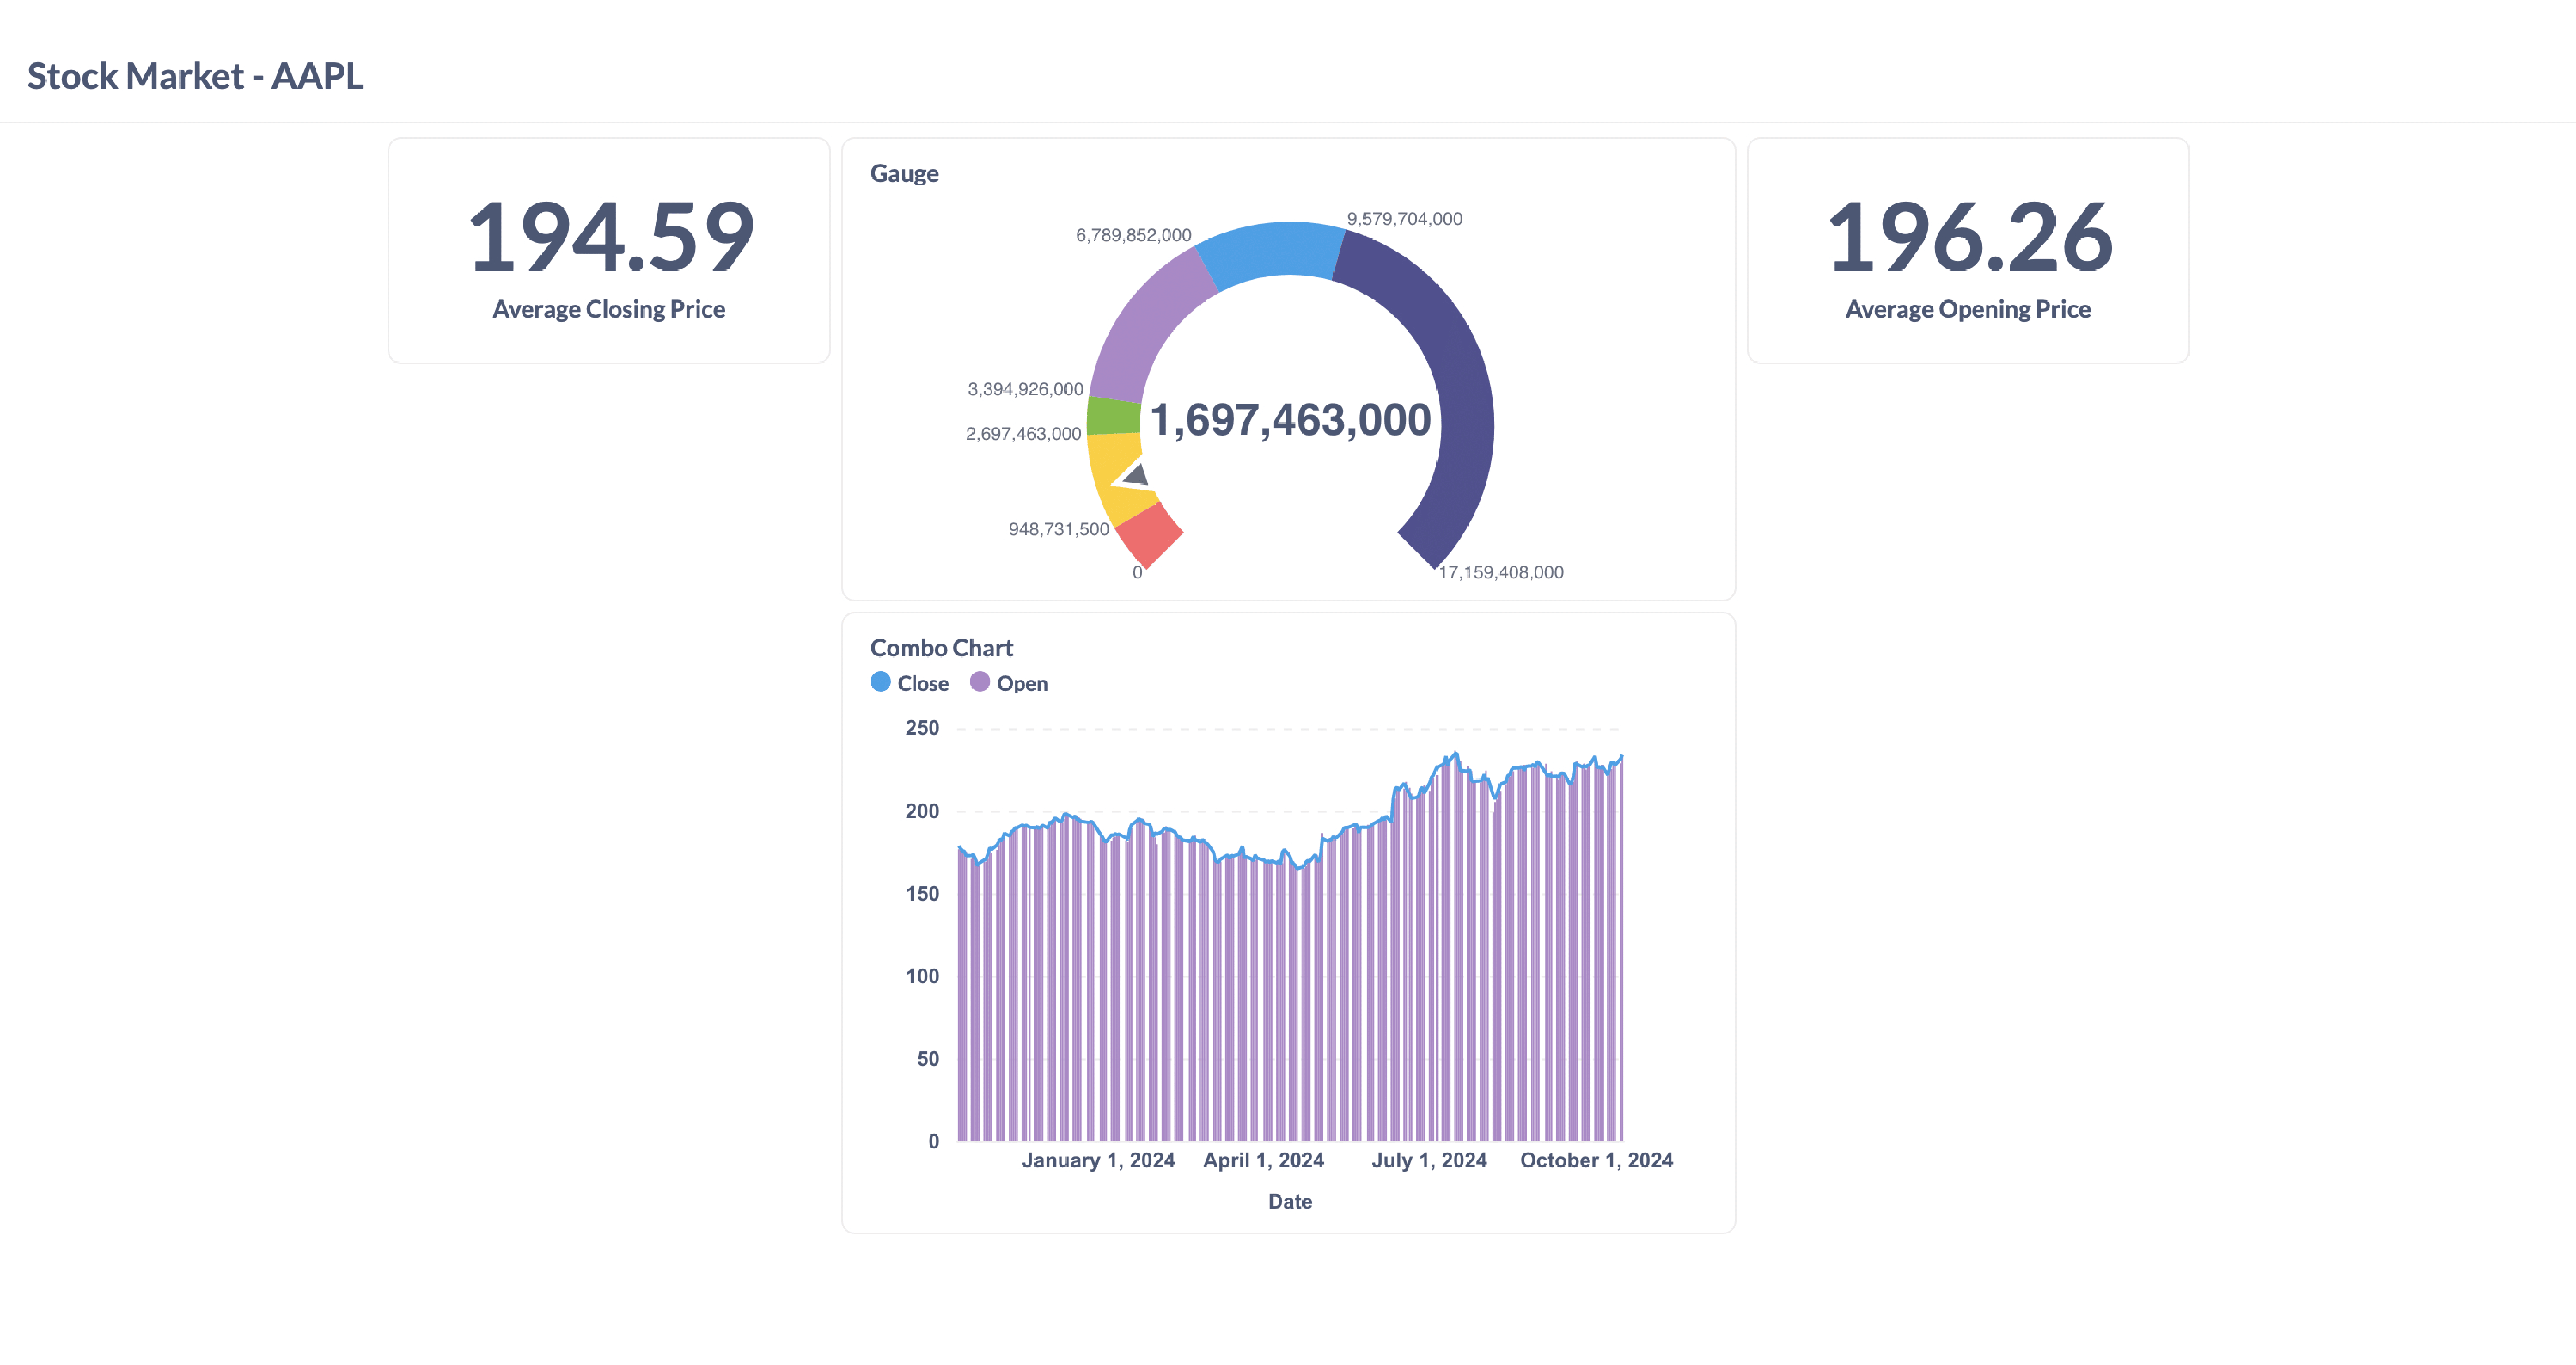 Stock Market - AAPL
194.59
Average Closing Price
Gauge
9,579,704,000
6,789,852,000
3,394,926,000
1,697,463,000
2,697,463,000
948,731,500
0
17,159,408,000
196.26
Average Opening Price
Combo Chart
Close Open
250
200
150
100
50
0
January 1, 2024 April 1, 2024 July 1, 2024 October 1, 2024
Date